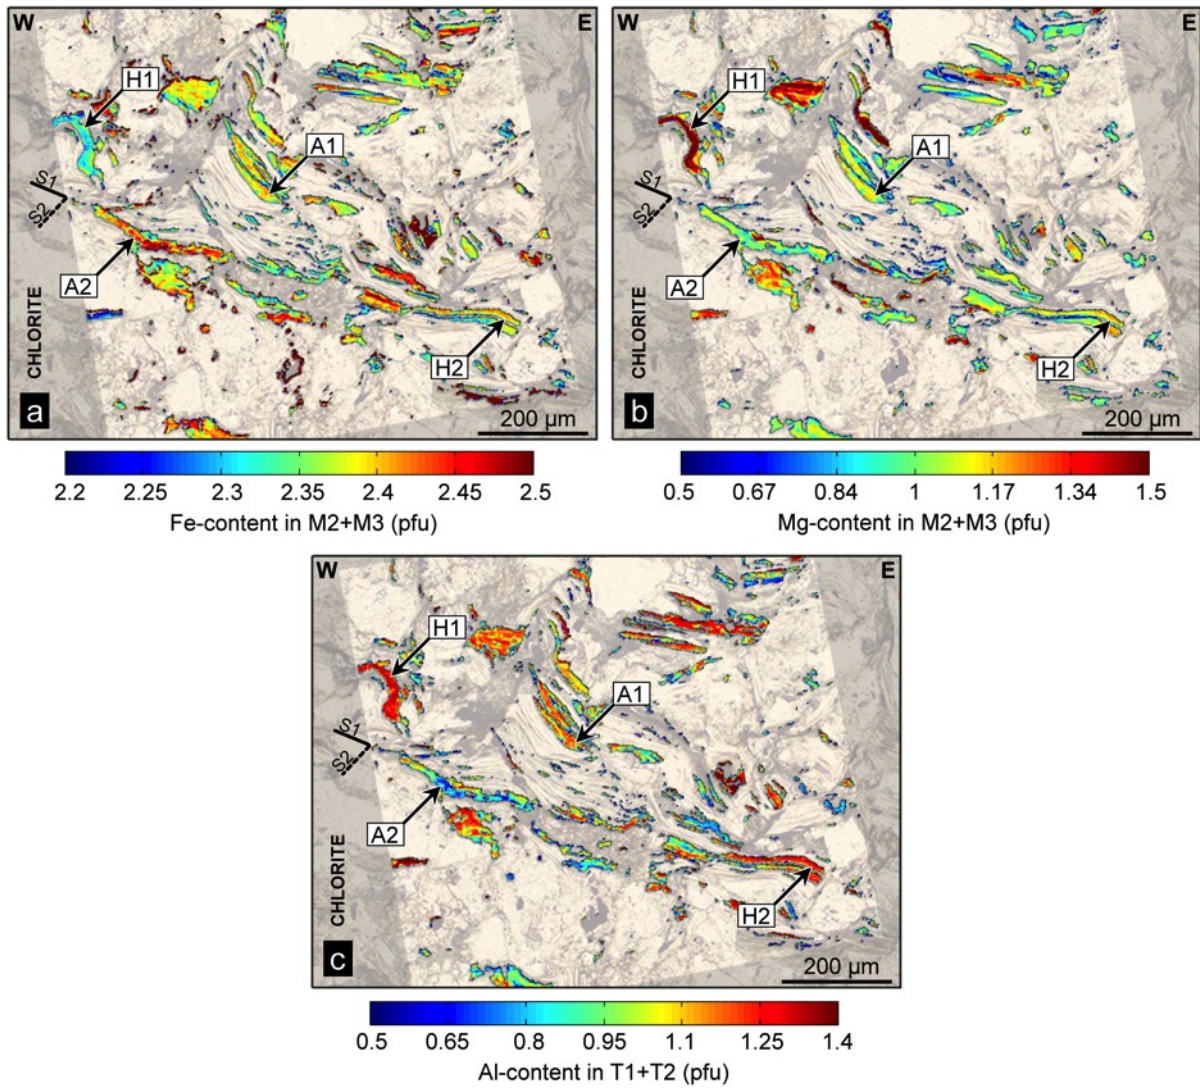 W E
H1
A1
S1
S2
A2
CHLORITE
H2
a
200 µm
2.2 2.25 2.3 2.35 2.4 2.45 2.5
Fe-content in M2+M3 (pfu)
W E
H1
A1
S1
S2
A2
CHLORITE
H2
b
200 µm
0.5 0.67 0.84 1 1.17 1.34 1.5
Mg-content in M2+M3 (pfu)
W E
H1
A1
S1
S2
A2
CHLORITE
H2
c
200 µm
0.5 0.65 0.8 0.95 1.1 1.25 1.4
Al-content in T1+T2 (pfu)